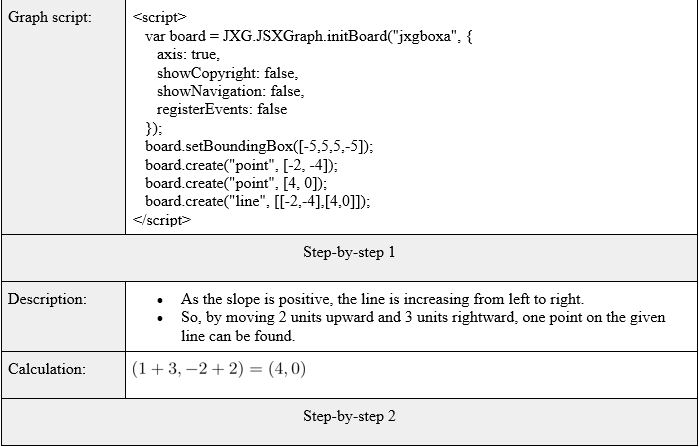 Graph script:
<script>
var board = JXG.JSXGraph.initBoard("jxgboxa", {
axis: true,
showCopyright: false,
showNavigation: false,
registerEvents: false
});
board.setBoundingBox([-5,5,5,-5]);
board.create("point", [-2, -4]);
board.create("point", [4, 0]);
board.create("line", [[-2,-4],[4,0]]);
</script>
Step-by-step 1
Description:
• As the slope is positive, the line is increasing from left to right.
• So, by moving 2 units upward and 3 units rightward, one point on the given
line can be found.
Calculation:
(1 + 3, −2 + 2) = (4, 0)
Step-by-step 2